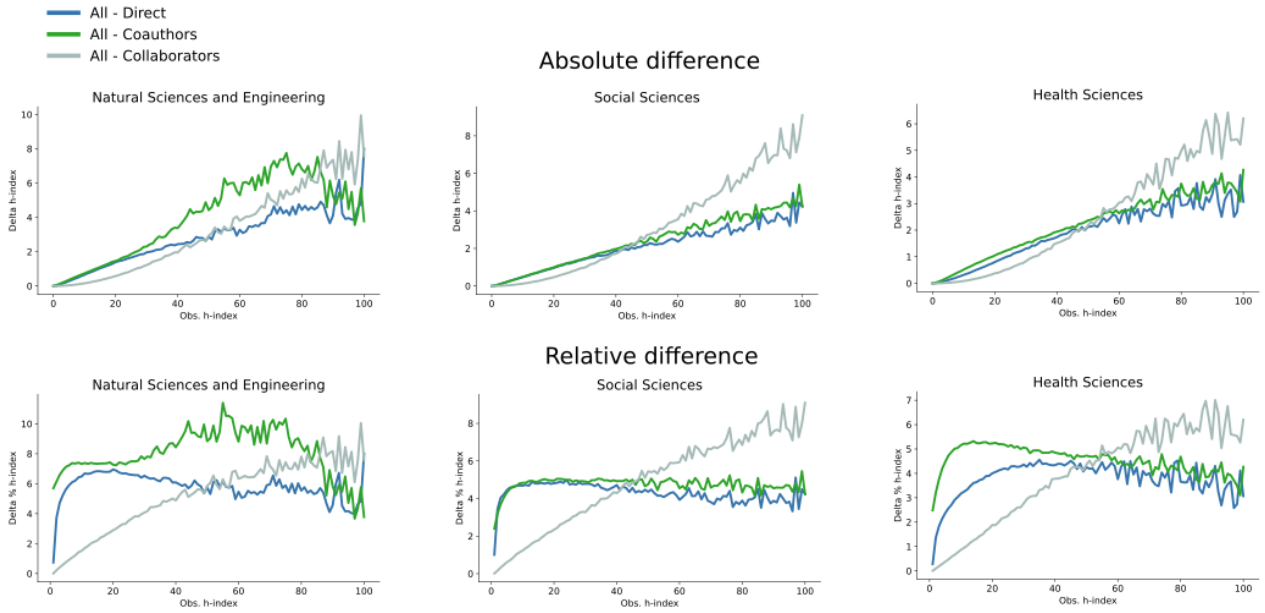 All - Direct
All - Coauthors
All - Collaborators
Absolute difference
Natural Sciences and Engineering
Social Sciences
Health Sciences
Delta h-index
10
8
6
4
2
0
0 20 40 60 80 100
Obs. h-index
Delta h-index
8
6
4
2
0
0 20 40 60 80 100
Obs. h-index
Delta h-index
6
5
4
3
2
1
0
0 20 40 60 80 100
Obs. h-index
Relative difference
Natural Sciences and Engineering
Social Sciences
Health Sciences
Delta % h-index
10
8
6
4
2
0
0 20 40 60 80 100
Obs. h-index
Delta % h-index
8
6
4
2
0
0 20 40 60 80 100
Obs. h-index
Delta % h-index
7
6
5
4
3
2
1
0
0 20 40 60 80 100
Obs. h-index